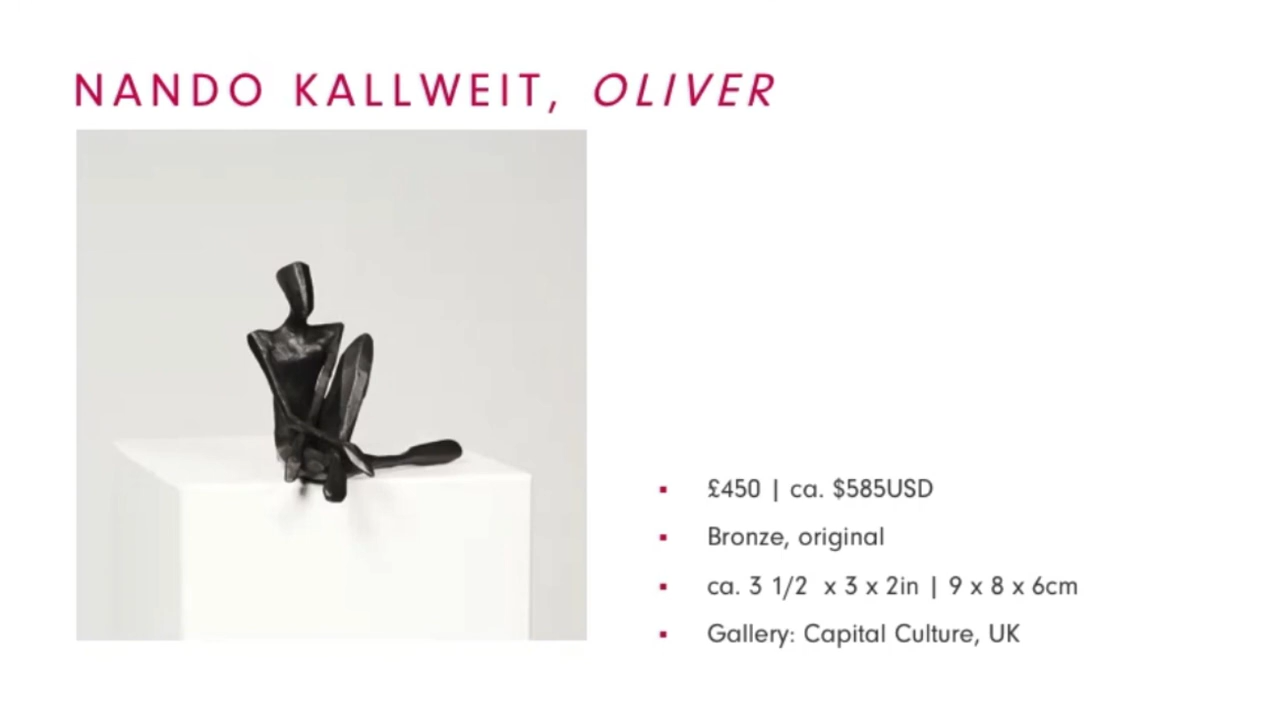 NANDO KALLWEIT, OLIVER
£450 | ca. $585USD
Bronze, original
ca. 3 1/2 x 3 x 2in | 9 x 8 x 6cm
Gallery: Capital Culture, UK